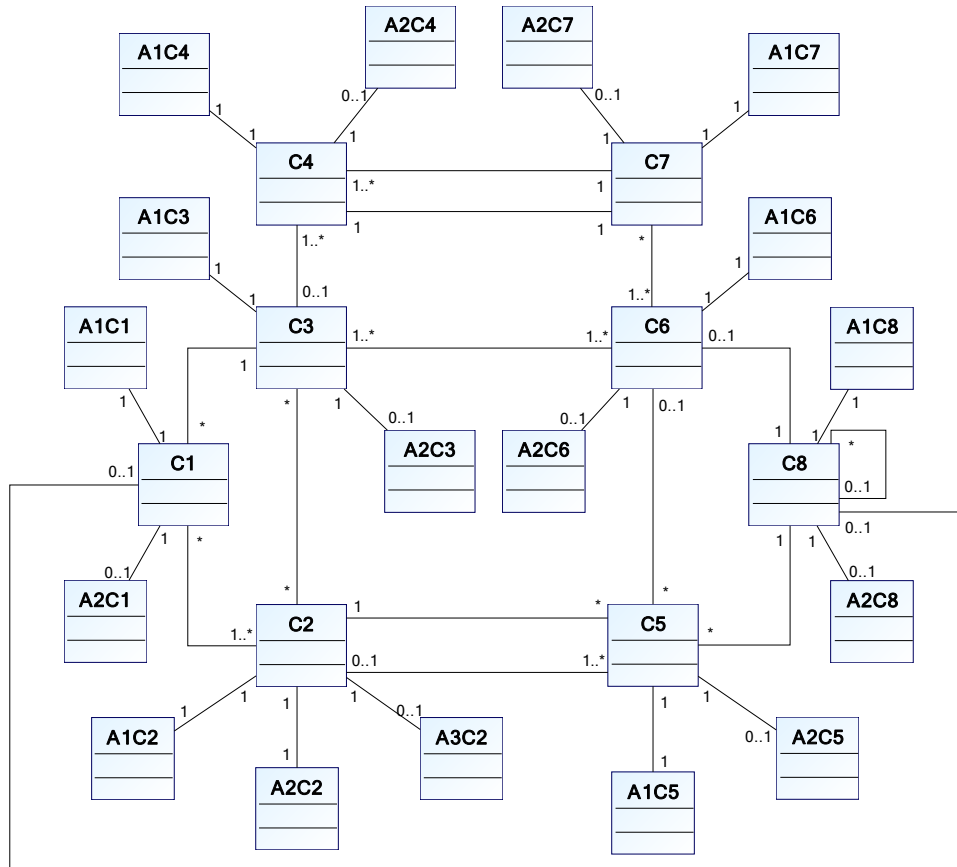 A2C4 A2C7
A1C4 A1C7
0..1 0..1
1 1
1 1 1 1 1 1
C4 C7
1..* 1
A1C3 A1C6
1 1
1..* *
1 1
1 0..1 1..* 1
A1C1 C3 C6 A1C8
1..* 1..* 0..1
1
1 * 1 1 0..1 1
0..1 0..1
* 1 1 1 *
A2C3 A2C6
C1 C8
0..1
0..1
0..1
1 * 1 1
0..1 0..1
* *
A2C1 1 * A2C8
C2 C5
1..* *
0..1 1..*
1 1 1 1 1
1 0..1
A1C2 A3C2 0..1 A2C5
1 1
A2C2 A1C5